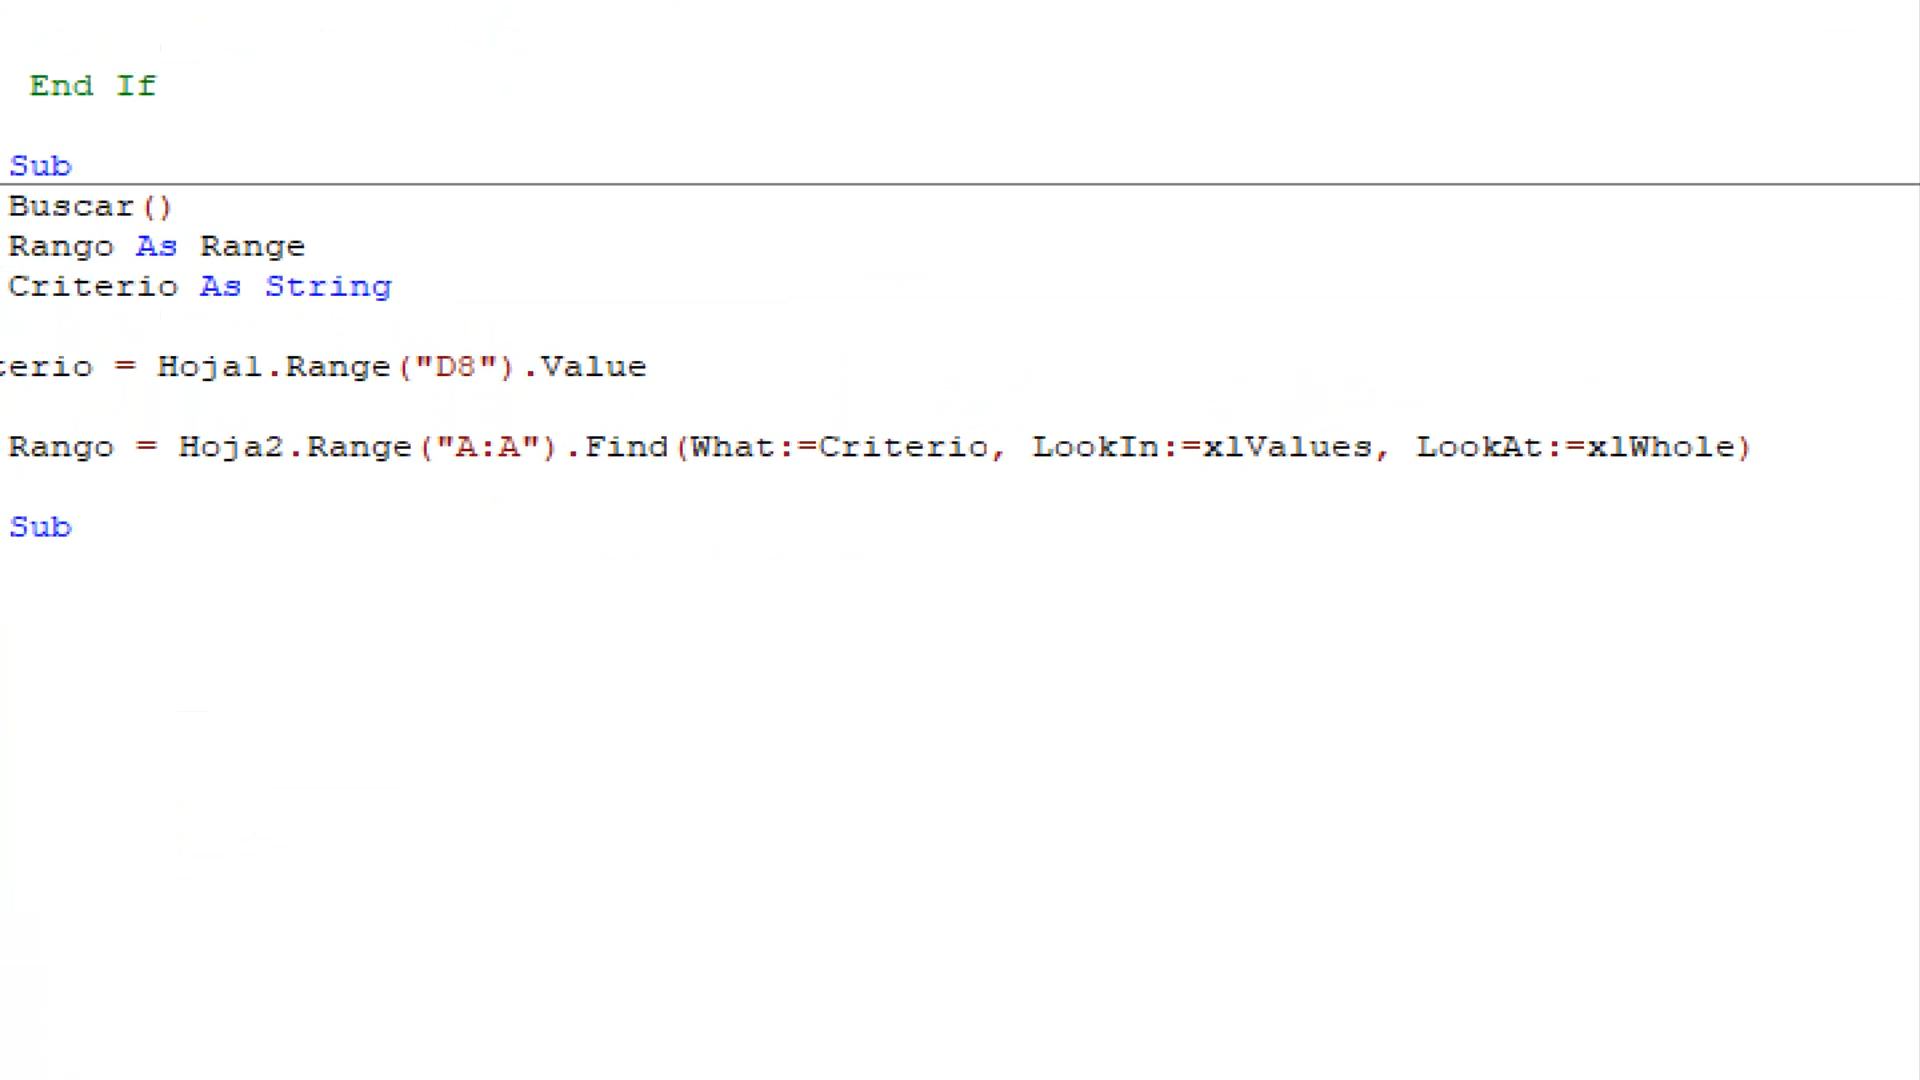 End If
Sub
Buscar()
Rango As Range
Criterio As String
terio = Hoja1.Range("D8").Value
Rango = Hoja2.Range("A:A").Find(What:=Criterio, LookIn:=xlValues, LookAt:=xlWhole)
Sub